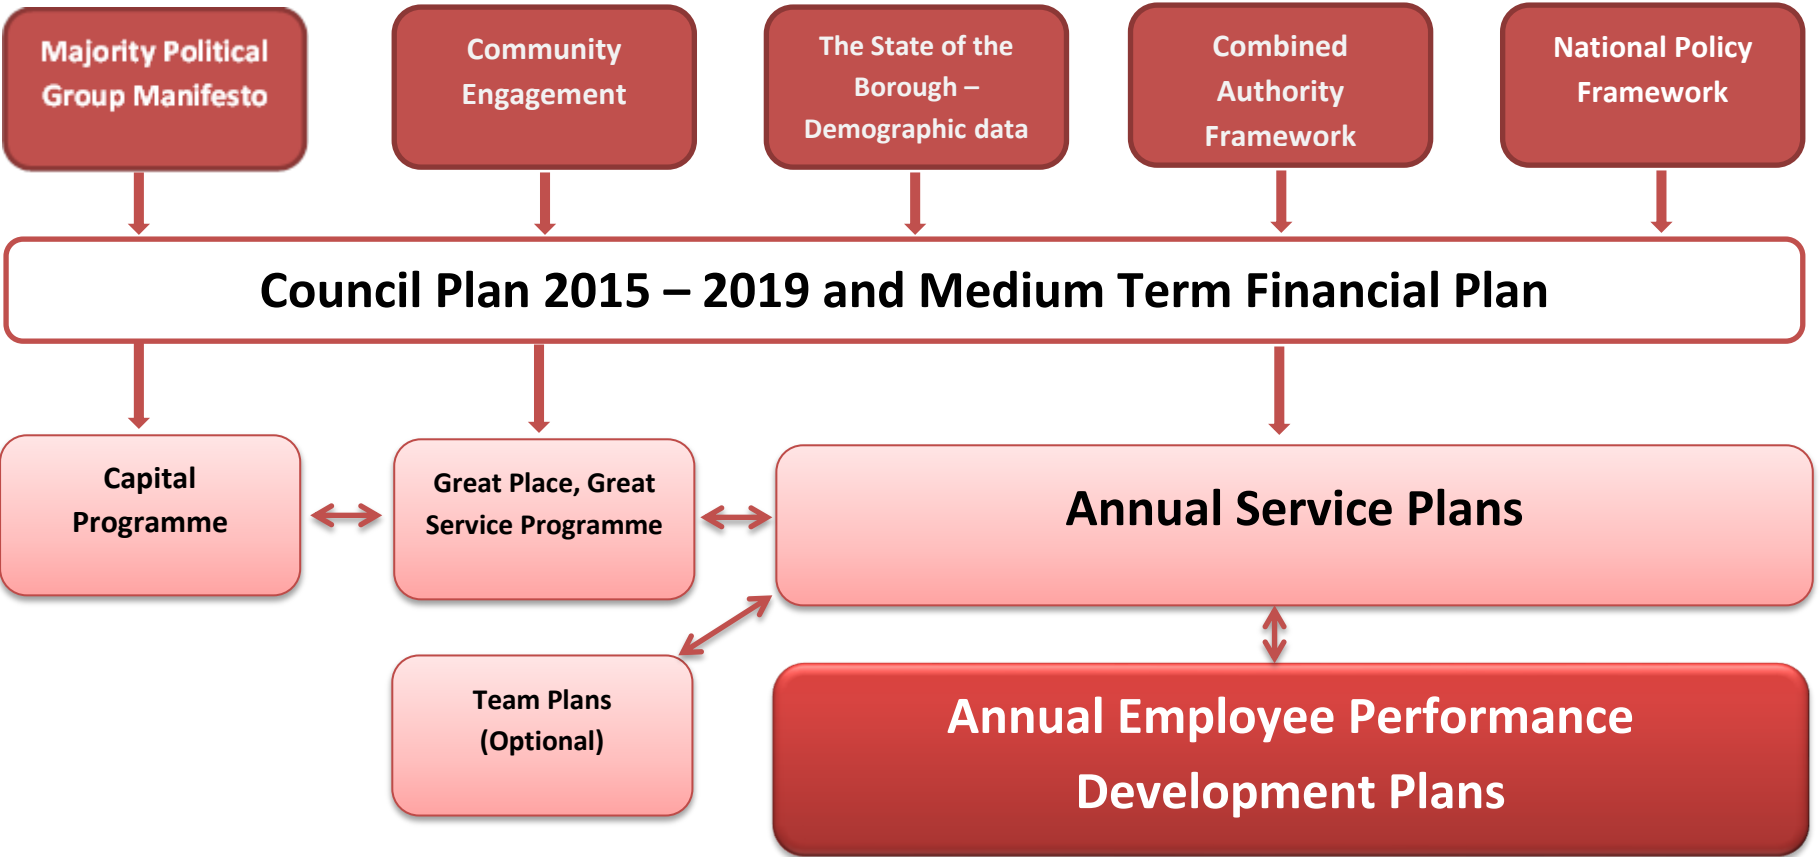 Majority Political
Group Manifesto
Community
Engagement
The State of the
Borough –
Demographic data
Combined
Authority
Framework
National Policy
Framework
Council Plan 2015 – 2019 and Medium Term Financial Plan
Capital
Programme
Great Place, Great
Service Programme
Annual Service Plans
Team Plans
(Optional)
Annual Employee Performance
Development Plans